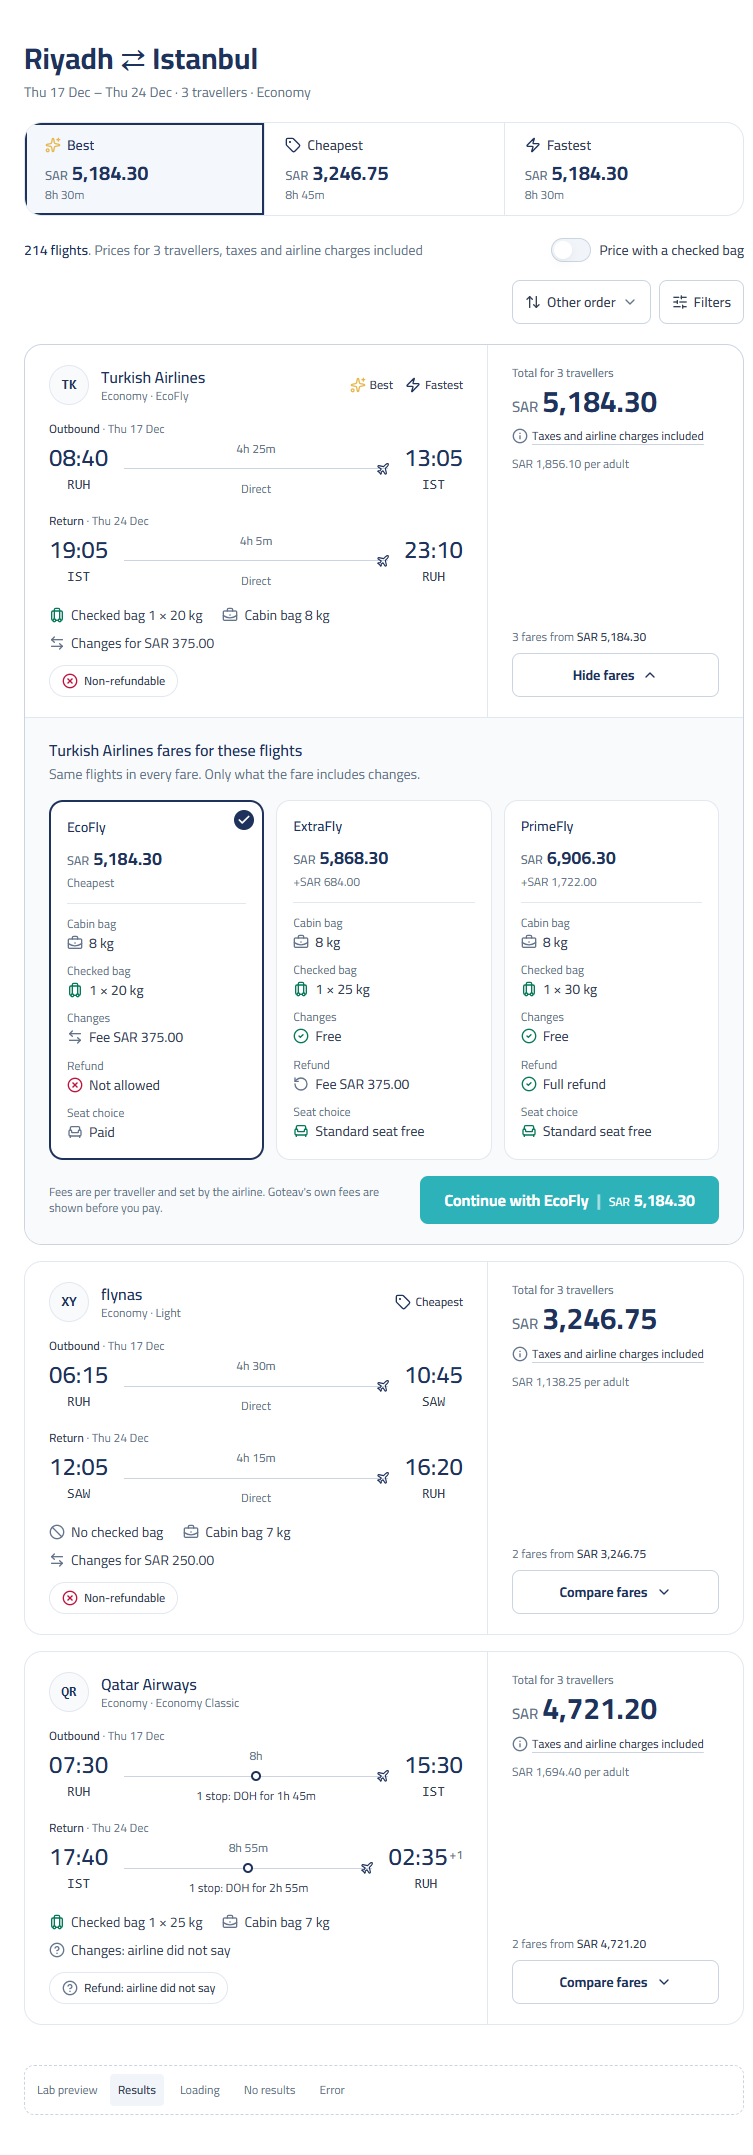 Riyadh ⇄ Istanbul
Thu 17 Dec – Thu 24 Dec · 3 travellers · Economy
Best
SAR 5,184.30
8h 30m
Cheapest
SAR 3,246.75
8h 45m
Fastest
SAR 5,184.30
8h 30m
214 flights. Prices for 3 travellers, taxes and airline charges included
Price with a checked bag
Other order
Filters
TK
Turkish Airlines
Economy · EcoFly
Best
Fastest
Outbound · Thu 17 Dec
08:40
RUH
4h 25m
Direct
13:05
IST
Return · Thu 24 Dec
19:05
IST
4h 5m
Direct
23:10
RUH
Checked bag 1 × 20 kg
Cabin bag 8 kg
Changes for SAR 375.00
Non-refundable
Total for 3 travellers
SAR 5,184.30
Taxes and airline charges included
SAR 1,856.10 per adult
3 fares from SAR 5,184.30
Hide fares
Turkish Airlines fares for these flights
Same flights in every fare. Only what the fare includes changes.
EcoFly
SAR 5,184.30
Cheapest
Cabin bag
8 kg
Checked bag
1 × 20 kg
Changes
Fee SAR 375.00
Refund
Not allowed
Seat choice
Paid
ExtraFly
SAR 5,868.30
+SAR 684.00
Cabin bag
8 kg
Checked bag
1 × 25 kg
Changes
Free
Refund
Fee SAR 375.00
Seat choice
Standard seat free
PrimeFly
SAR 6,906.30
+SAR 1,722.00
Cabin bag
8 kg
Checked bag
1 × 30 kg
Changes
Free
Refund
Full refund
Seat choice
Standard seat free
Fees are per traveller and set by the airline. Goteav's own fees are
shown before you pay.
Continue with EcoFly | SAR 5,184.30
XY
flynas
Economy · Light
Cheapest
Outbound · Thu 17 Dec
06:15
RUH
4h 30m
Direct
10:45
SAW
Return · Thu 24 Dec
12:05
SAW
4h 15m
Direct
16:20
RUH
No checked bag
Cabin bag 7 kg
Changes for SAR 250.00
Non-refundable
Total for 3 travellers
SAR 3,246.75
Taxes and airline charges included
SAR 1,138.25 per adult
2 fares from SAR 3,246.75
Compare fares
QR
Qatar Airways
Economy · Economy Classic
Outbound · Thu 17 Dec
07:30
RUH
8h
1 stop: DOH for 1h 45m
15:30
IST
Return · Thu 24 Dec
17:40
IST
8h 55m
1 stop: DOH for 2h 55m
02:35 +1
RUH
Checked bag 1 × 25 kg
Cabin bag 7 kg
Changes: airline did not say
Refund: airline did not say
Total for 3 travellers
SAR 4,721.20
Taxes and airline charges included
SAR 1,694.40 per adult
2 fares from SAR 4,721.20
Compare fares
Lab preview
Results
Loading
No results
Error